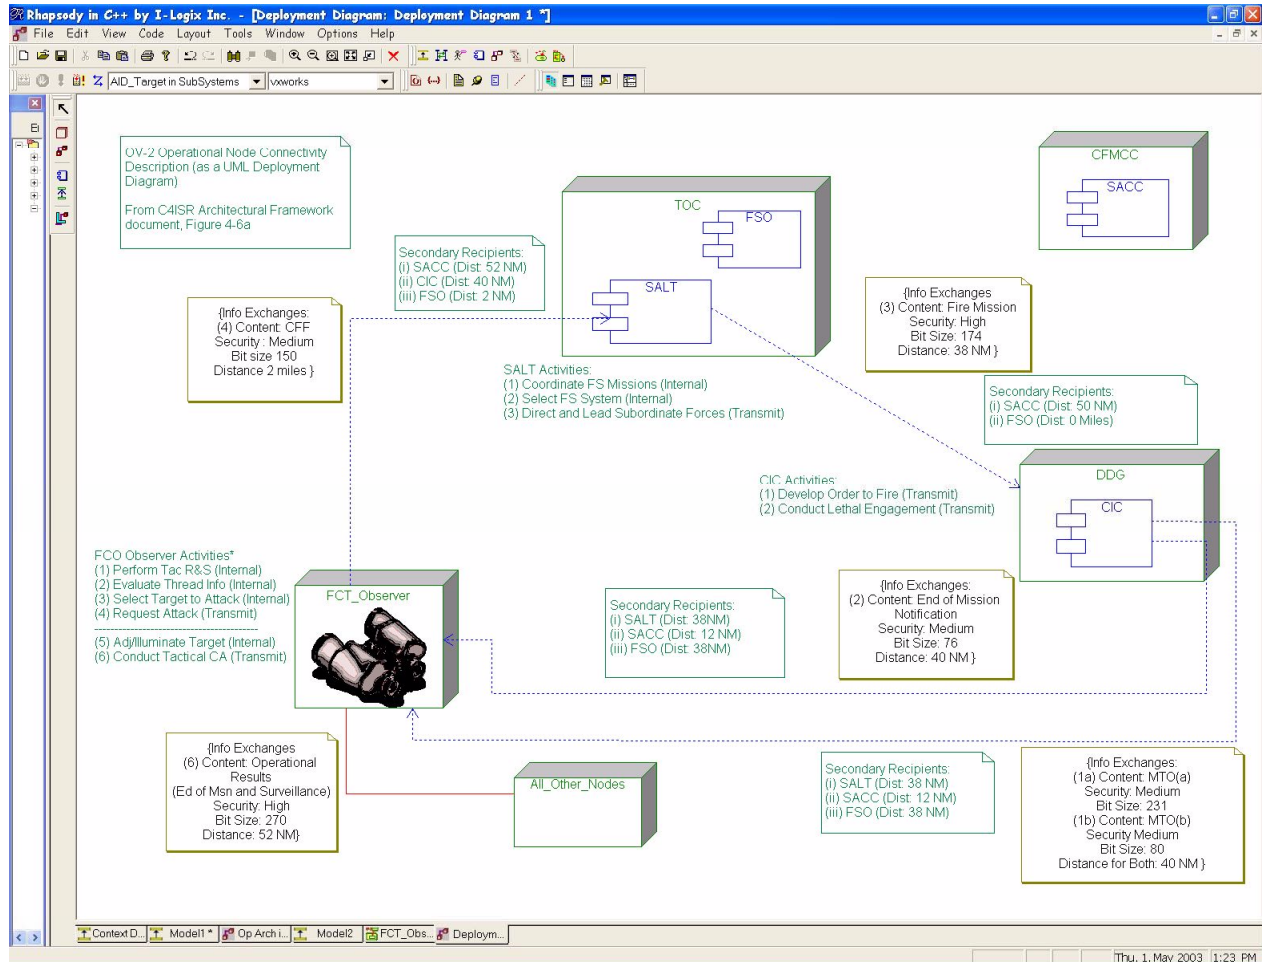 Rhapsody in C++ by I-Logix Inc. - [Deployment Diagram: Deployment Diagram 1 *]
File Edit View Code Layout Tools Window Options Help
AID_Target in SubSystems vxworks
OV-2 Operational Node Connectivity
Description (as a UML Deployment
Diagram)
From C4ISR Architectural Framework
document, Figure 4-6a
Secondary Recipients:
(i) SACC (Dist: 52 NM)
(ii) CIC (Dist: 40 NM)
(iii) FSO (Dist: 2 NM)
TOC
FSO
SALT
CFMCC
SACC
{Info Exchanges:
(4) Content: CFF
Security : Medium
Bit size 150
Distance 2 miles }
{Info Exchanges
(3) Content: Fire Mission
Security: High
Bit Size: 174
Distance: 38 NM }
SALT Activities:
(1) Coordinate FS Missions (Internal)
(2) Select FS System (Internal)
(3) Direct and Lead Subordinate Forces (Transmit)
Secondary Recipients:
(i) SACC (Dist: 50 NM)
(ii) FSO (Dist: 0 Miles)
CIC Activities:
(1) Develop Order to Fire (Transmit)
(2) Conduct Lethal Engagement (Transmit)
DDG
CIC
FCO Observer Activities*
(1) Perform Tac R&S (Internal)
(2) Evaluate Thread Info (Internal)
(3) Select Target to Attack (Internal)
(4) Request Attack (Transmit)
(5) Adj/Illuminate Target (Internal)
(6) Conduct Tactical CA (Transmit)
FCT_Observer
Secondary Recipients:
(i) SALT (Dist: 38NM)
(ii) SACC (Dist: 12 NM)
(iii) FSO (Dist: 38NM)
{Info Exchanges:
(2) Content: End of Mission
Notification
Security: Medium
Bit Size: 76
Distance: 40 NM }
{Info Exchanges
(6) Content: Operational
Results
(Ed of Msn and Surveillance)
Security: High
Bit Size: 270
Distance: 52 NM}
All_Other_Nodes
Secondary Recipients:
(i) SALT (Dist: 38 NM)
(ii) SACC (Dist: 12 NM)
(iii) FSO (Dist: 38 NM)
{Info Exchanges:
(1a) Content: MTO(a)
Security: Medium
Bit Size: 231
(1b) Content: MTO(b)
Security Medium
Bit Size: 80
Distance for Both: 40 NM }
Context D... Model1 * Op Arch i... Model2 FCT_Obs... Deploym...
Thu, 1, May 2003 1:23 PM